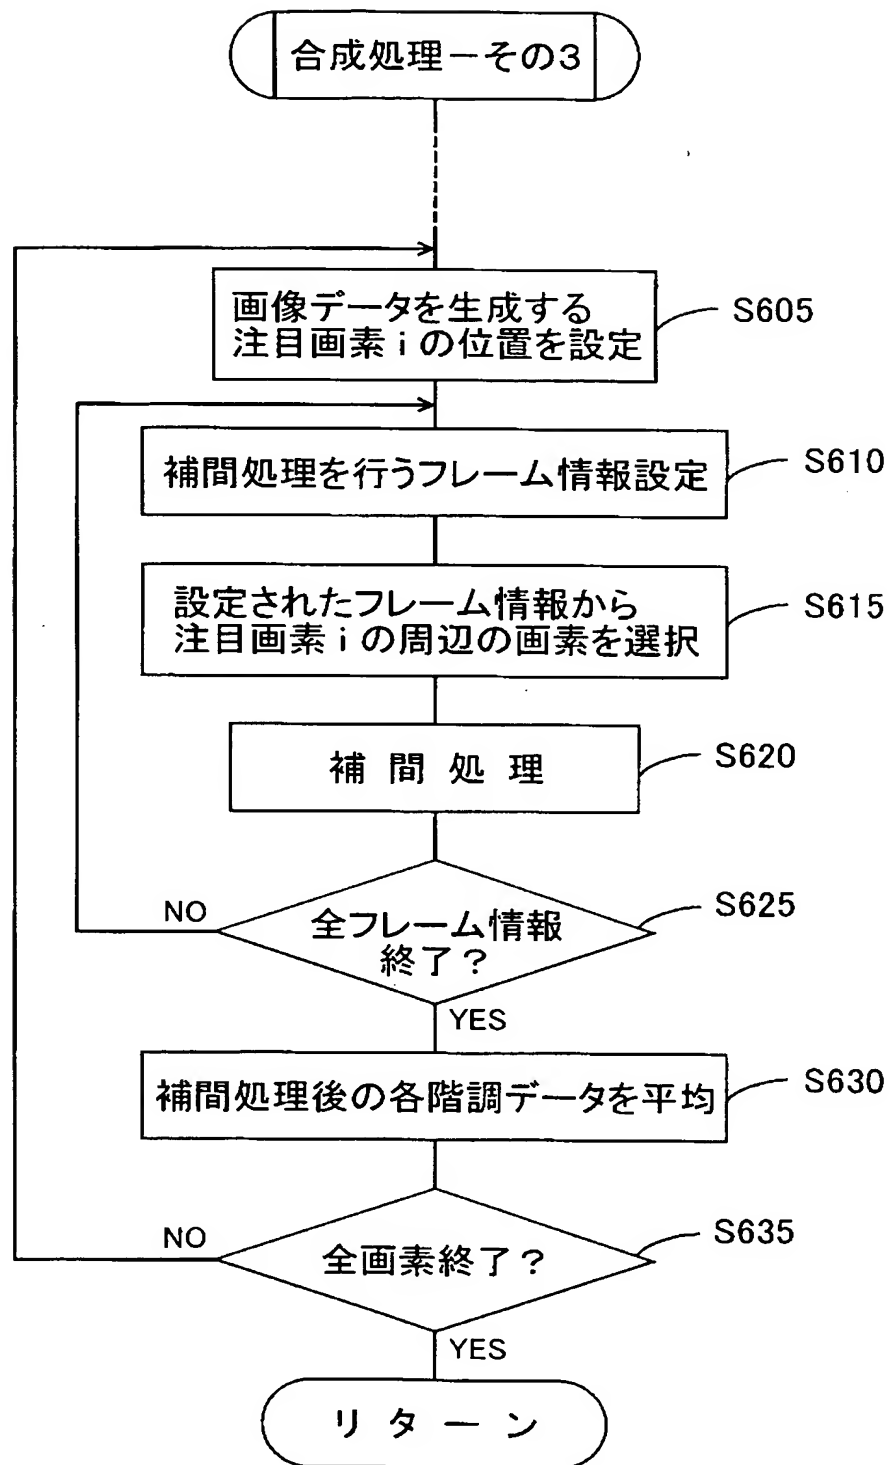 合成処理－その3
画像データを生成する
注目画素iの位置を設定
S605
補間処理を行うフレーム情報設定
S610
設定されたフレーム情報から
注目画素iの周辺の画素を選択
S615
補間処理
S620
全フレーム情報
終了？
S625
NO
YES
補間処理後の各階調データを平均
S630
全画素終了？
S635
NO
YES
リターン